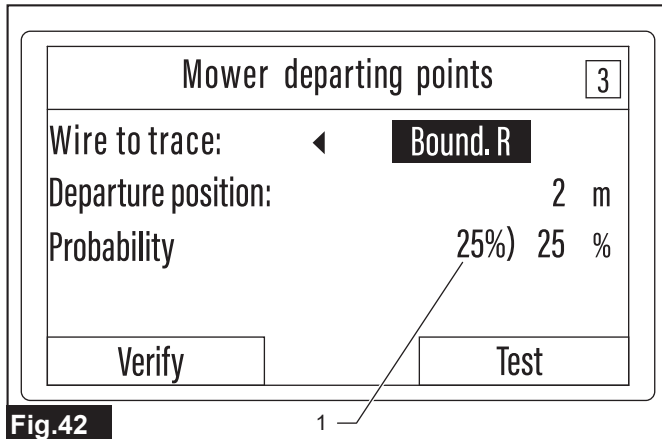 Mower departing points 3
Wire to trace: ◀ Bound. R
Departure position: 2 m
Probability 25%) 25 %
Verify Test
Fig.42 1